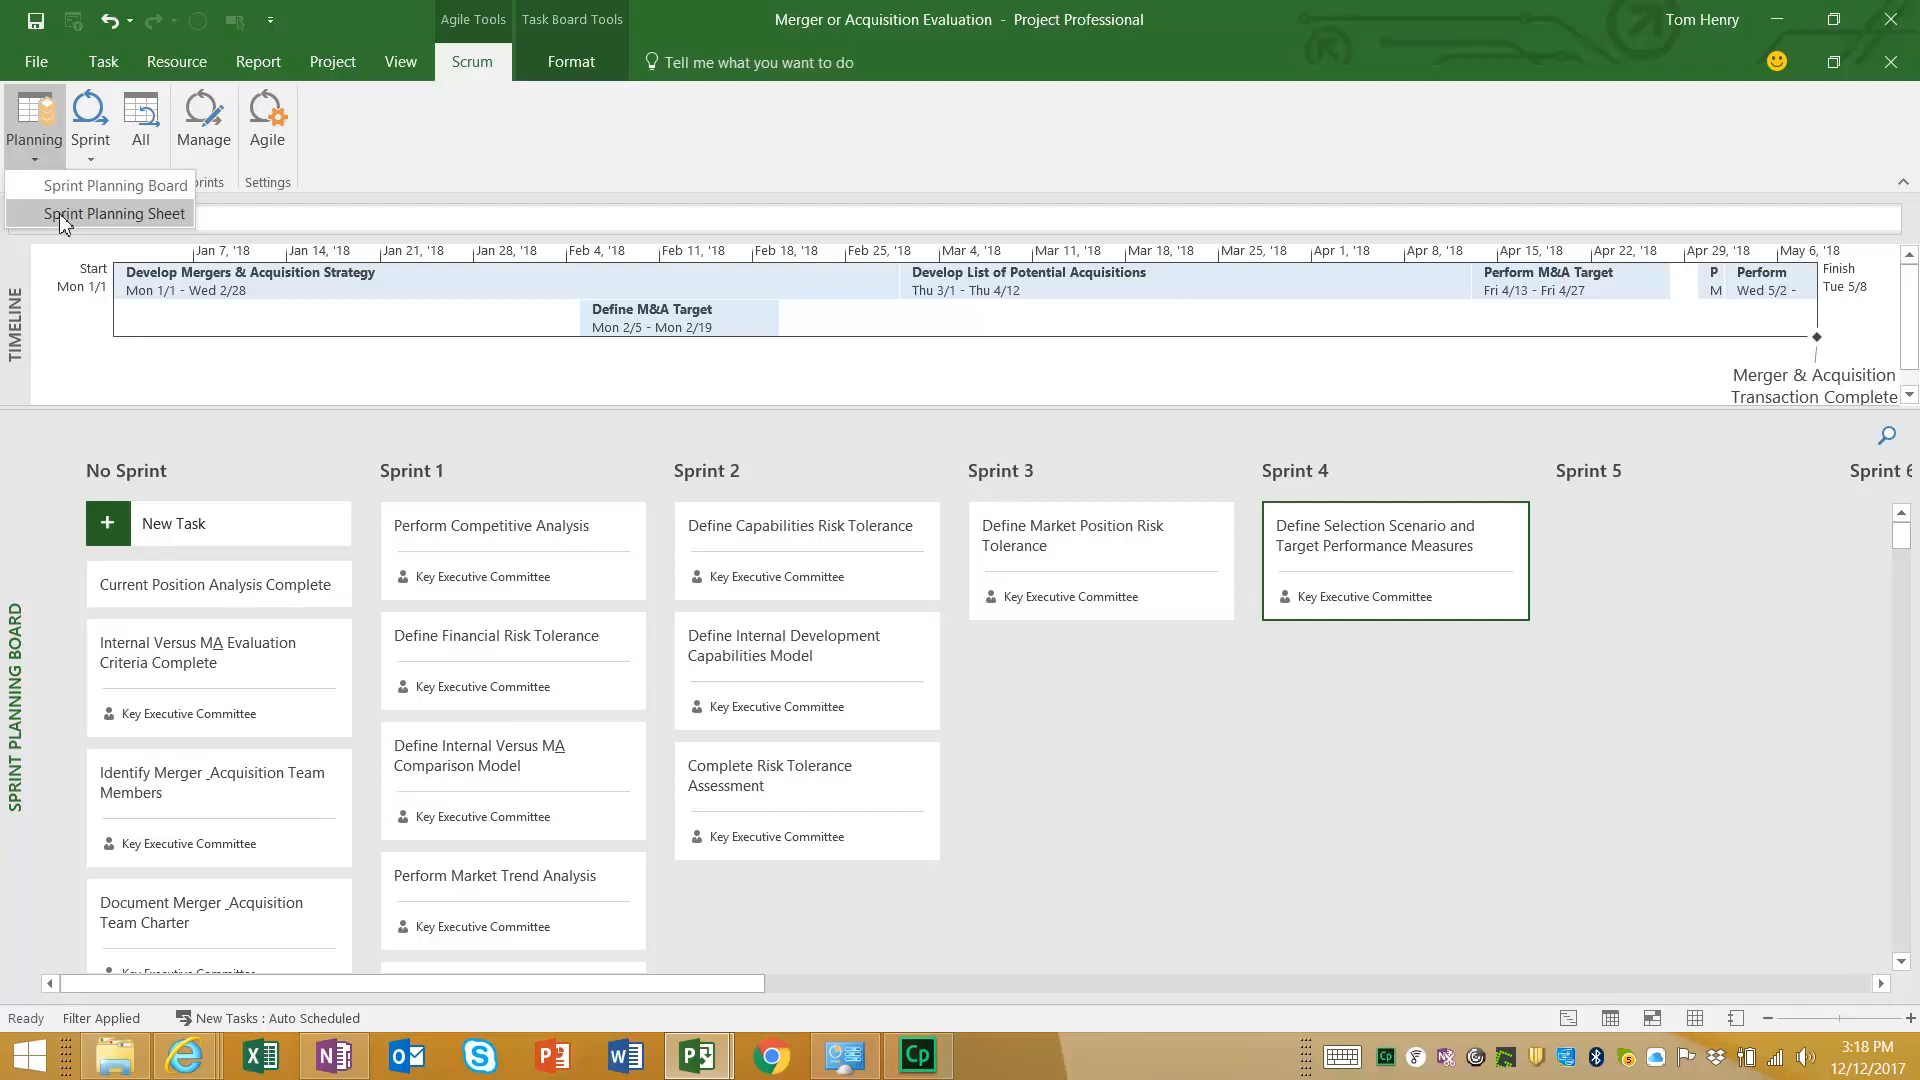 Agile Tools
Task Board Tools
Merger or Acquisition Evaluation - Project Professional
Tom Henry
File
Task
Resource
Report
Project
View
Scrum
Format
Tell me what you want to do
Planning
Sprint
All
Manage
Agile
rints
Settings
Sprint Planning Board
Sprint Planning Sheet
Jan 7, '18
Jan 14, '18
Jan 21, '18
Jan 28, '18
Feb 4, '18
Feb 11, '18
Feb 18, '18
Feb 25, '18
Mar 4, '18
Mar 11, '18
Mar 18, '18
Mar 25, '18
Apr 1, '18
Apr 8, '18
Apr 15, '18
Apr 22, '18
Apr 29, '18
May 6, '18
TIMELINE
Start
Mon 1/1
Develop Mergers & Acquisition Strategy
Mon 1/1 - Wed 2/28
Develop List of Potential Acquisitions
Thu 3/1 - Thu 4/12
Perform M&A Target
Fri 4/13 - Fri 4/27
P
M
Perform
Wed 5/2 -
Finish
Tue 5/8
Define M&A Target
Mon 2/5 - Mon 2/19
Merger & Acquisition
Transaction Complete
SPRINT PLANNING BOARD
No Sprint
New Task
Current Position Analysis Complete
Internal Versus MA Evaluation
Criteria Complete
Key Executive Committee
Identify Merger _Acquisition Team
Members
Key Executive Committee
Document Merger _Acquisition
Team Charter
Key Executive Committee
Sprint 1
Perform Competitive Analysis
Key Executive Committee
Define Financial Risk Tolerance
Key Executive Committee
Define Internal Versus MA
Comparison Model
Key Executive Committee
Perform Market Trend Analysis
Key Executive Committee
Sprint 2
Define Capabilities Risk Tolerance
Key Executive Committee
Define Internal Development
Capabilities Model
Key Executive Committee
Complete Risk Tolerance
Assessment
Key Executive Committee
Sprint 3
Define Market Position Risk
Tolerance
Key Executive Committee
Sprint 4
Define Selection Scenario and
Target Performance Measures
Key Executive Committee
Sprint 5
Sprint 6
Ready
Filter Applied
New Tasks : Auto Scheduled
Cp
3:18 PM
12/12/2017